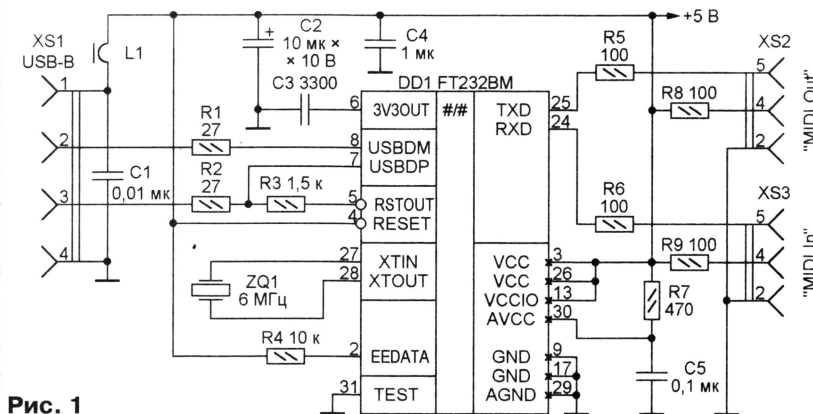 +5 В
XS1
USB-B
L1
C2
10 мк ×
× 10 В
C4
1 мк
C3 3300
DD1 FT232BM
R5
100
XS2
R8 100
"MIDI Out"
5
4
2
1
2
3
4
R1
27
R2
27
C1
0,01 мк
R3 1,5 к
6
8
7
5
4
27
28
2
31
3V3OUT
USBDM
USBDP
RSTOUT
RESET
XTIN
XTOUT
EEDATA
TEST
#/#
TXD
RXD
VCC
VCC
VCCIO
AVCC
GND
GND
AGND
25
24
3
26
13
30
9
17
29
R6
100
XS3
R9 100
"MIDI In"
5
4
2
R7
470
C5
0,1 мк
ZQ1
6 МГц
R4 10 к
Рис. 1